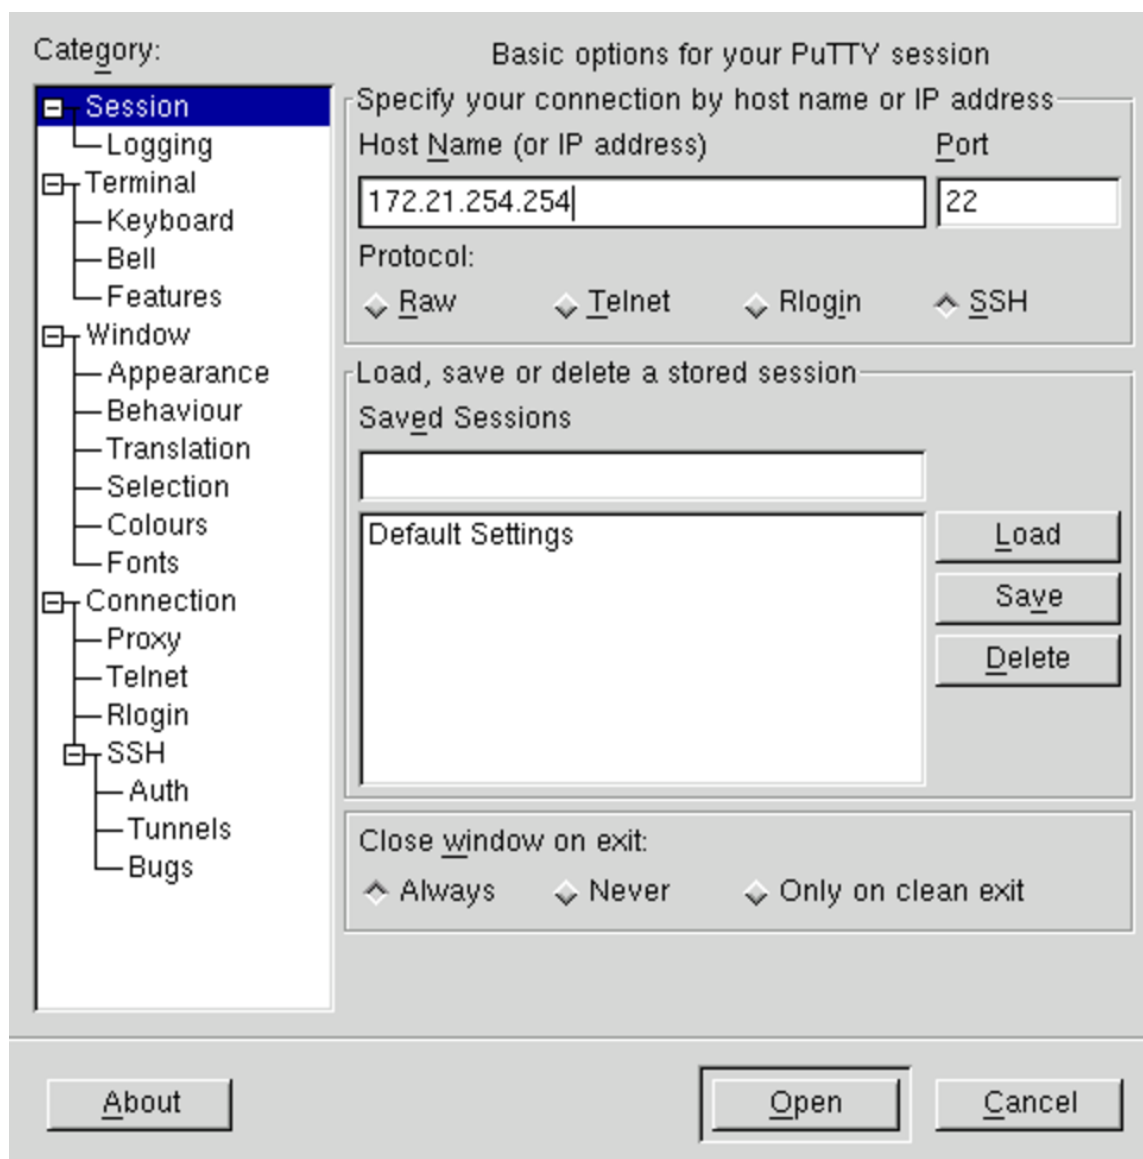 Category:
Session
Logging
Terminal
Keyboard
Bell
Features
Window
Appearance
Behaviour
Translation
Selection
Colours
Fonts
Connection
Proxy
Telnet
Rlogin
SSH
Auth
Tunnels
Bugs
Basic options for your PuTTY session
Specify your connection by host name or IP address
Host Name (or IP address) Port
172.21.254.254 22
Protocol:
Raw Telnet Rlogin SSH
Load, save or delete a stored session
Saved Sessions
Default Settings
Load
Save
Delete
Close window on exit:
Always Never Only on clean exit
About Open Cancel